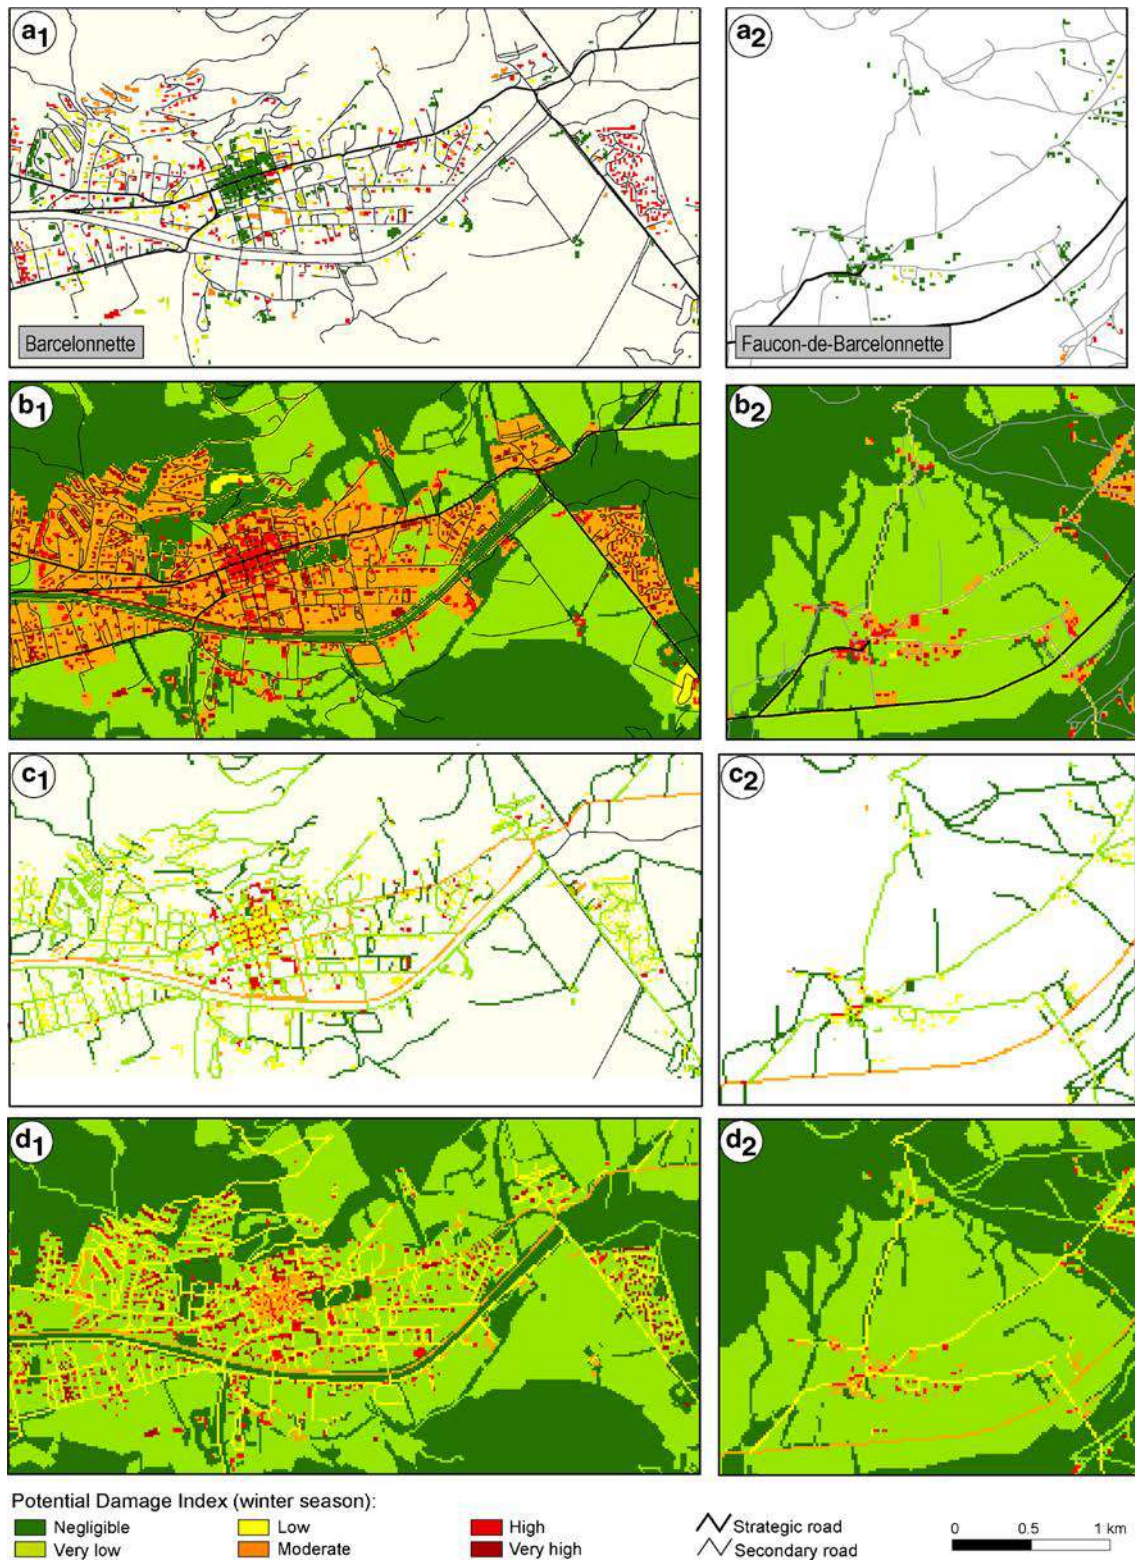 a1
a2
Barcelonnette
Faucon-de-Barcelonnette
b1
b2
c1
c2
d1
d2
Potential Damage Index (winter season):
Negligible
Low
High
Strategic road
0 0.5 1 km
Very low
Moderate
Very high
Secondary road